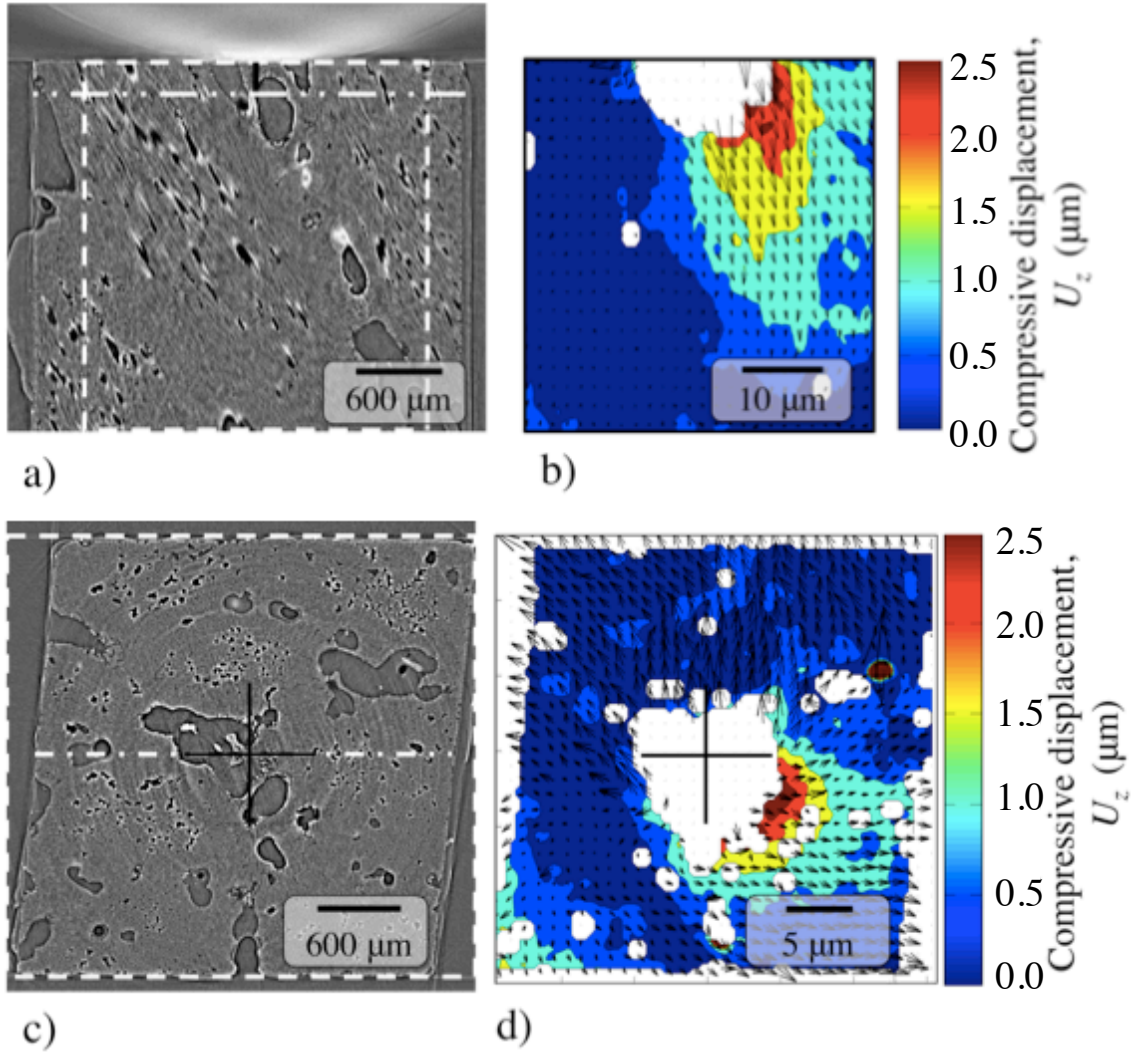 2.5
2.0
1.5
1.0
0.5
0.0
Compressive displacement,
U_z (μm)
600 μm
10 μm
a)
b)
2.5
2.0
1.5
1.0
0.5
0.0
Compressive displacement,
U_z (μm)
600 μm
5 μm
c)
d)